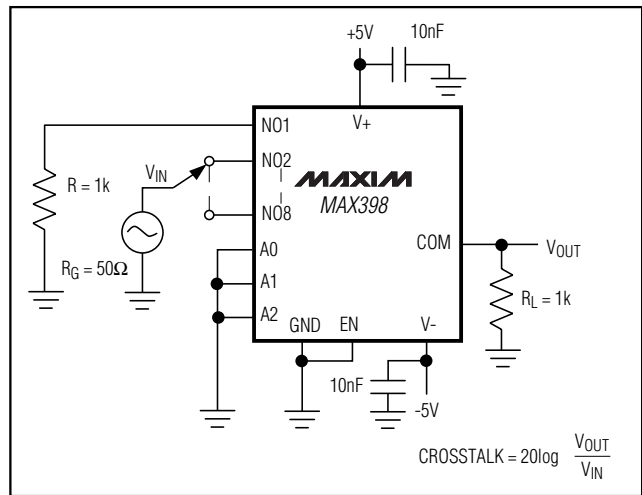 +5V
10nF
NO1
V+
VIN
NO2
MAXIM
MAX398
R = 1k
NO8
COM
VOUT
A0
RG = 50Ω
A1
RL = 1k
A2
GND
EN
V-
10nF
-5V
CROSSTALK = 20log VOUT
VIN